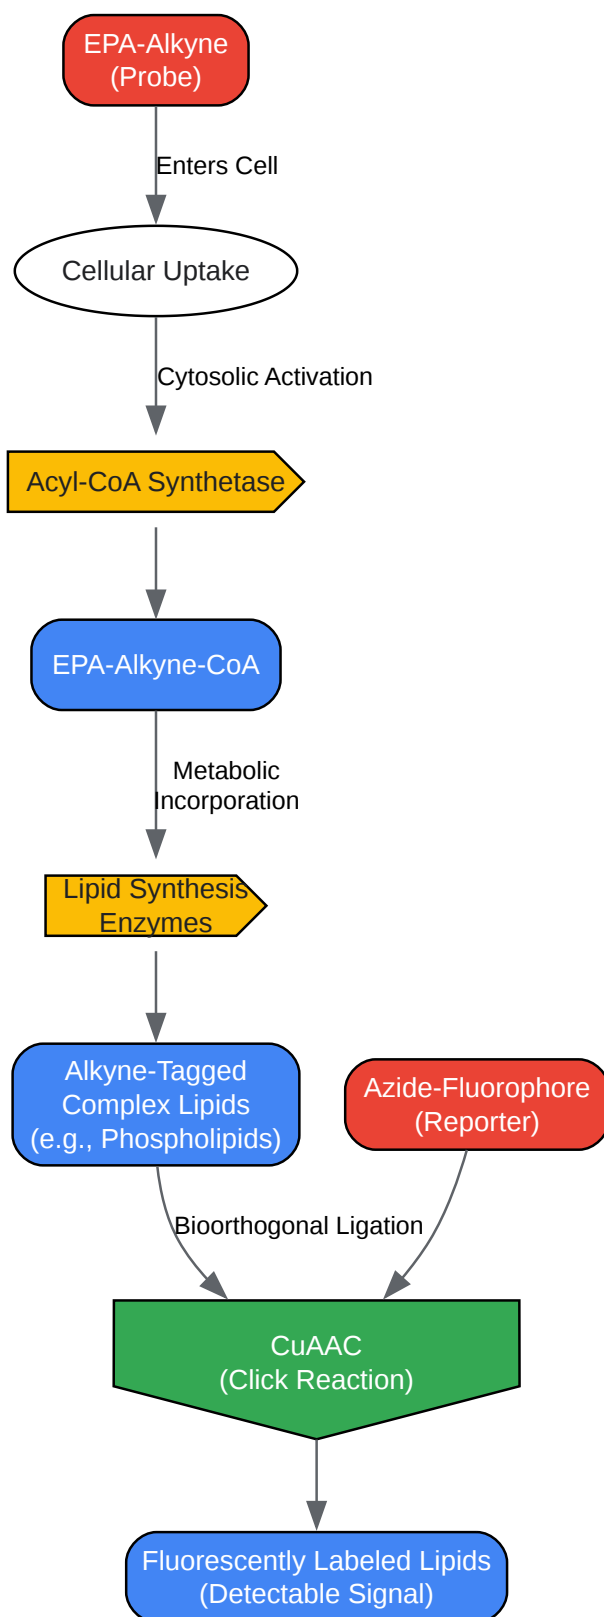 EPA-Alkyne
(Probe)
Enters Cell
Cellular Uptake
Cytosolic Activation
Acyl-CoA Synthetase
EPA-Alkyne-CoA
Metabolic
Incorporation
Lipid Synthesis
Enzymes
Alkyne-Tagged
Complex Lipids
(e.g., Phospholipids)
Azide-Fluorophore
(Reporter)
Bioorthogonal Ligation
CuAAC
(Click Reaction)
Fluorescently Labeled Lipids
(Detectable Signal)